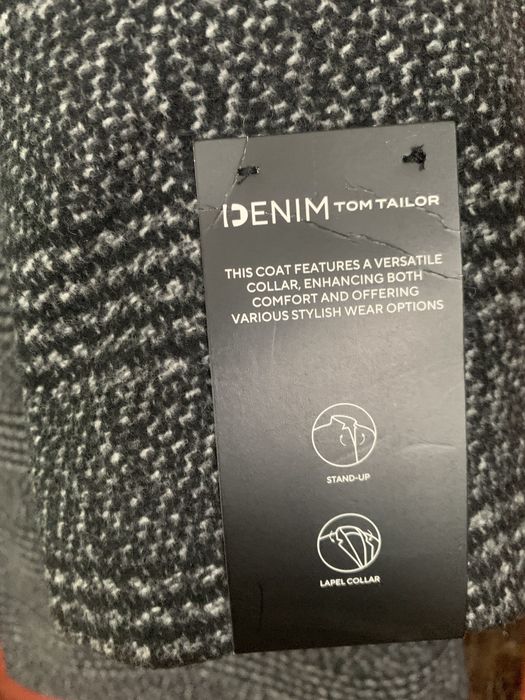 DENIM TOM TAILOR
THIS COAT FEATURES A VERSATILE
COLLAR, ENHANCING BOTH
COMFORT AND OFFERING
VARIOUS STYLISH WEAR OPTIONS
STAND-UP
LAPEL COLLAR